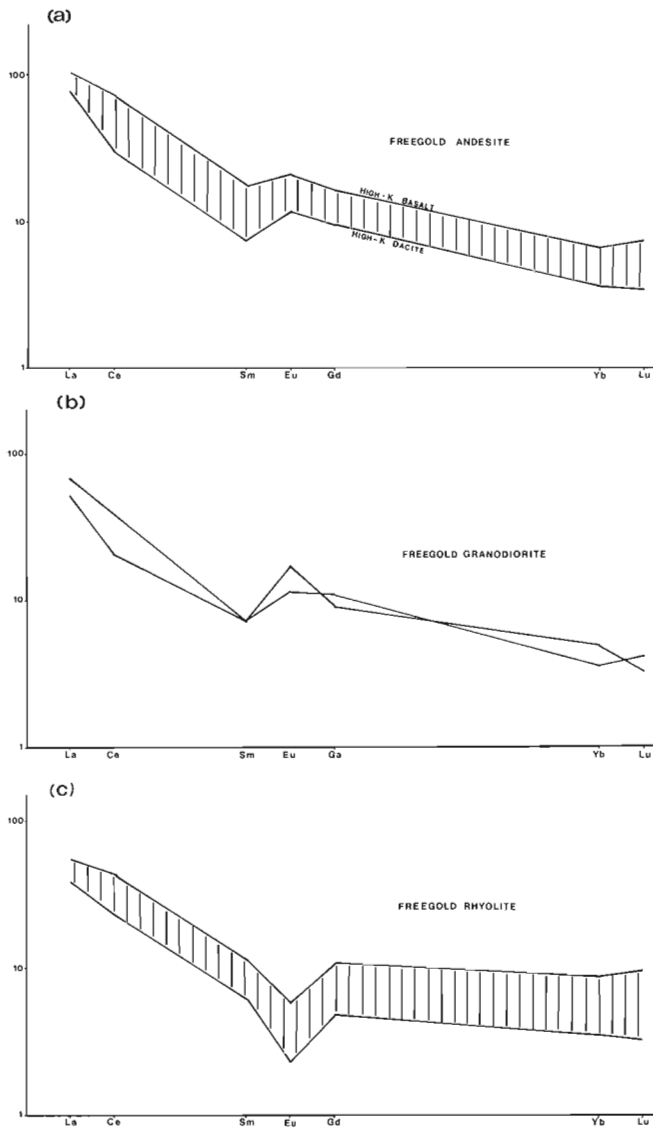 (a)
100
FREEGOLD ANDESITE
HIGH-K BASALT
10
HIGH-K DACITE
1
La Ce Sm Eu Gd Yb Lu
(b)
100
FREEGOLD GRANODIORITE
10
1
La Ce Sm Eu Ga Yb Lu
(c)
100
FREEGOLD RHYOLITE
10
1
La Ce Sm Eu Gd Yb Lu